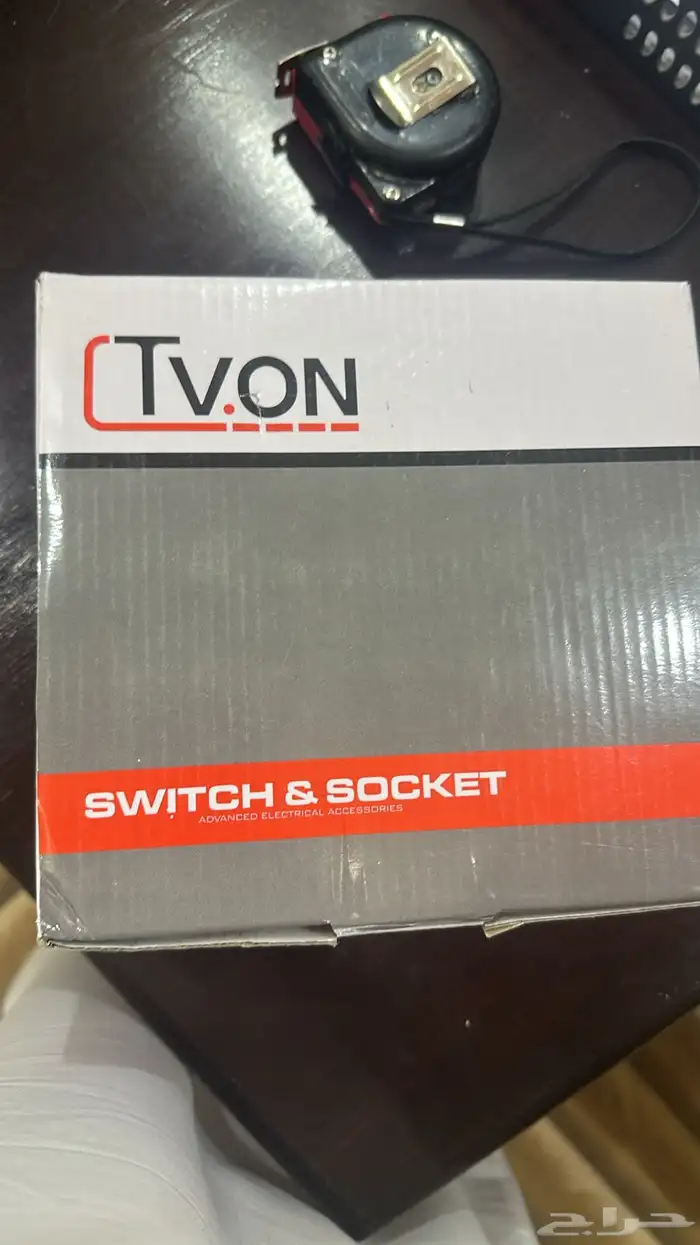 TV.ON
SWITCH & SOCKET
ADVANCED ELECTRICAL ACCESSORIES
حراج